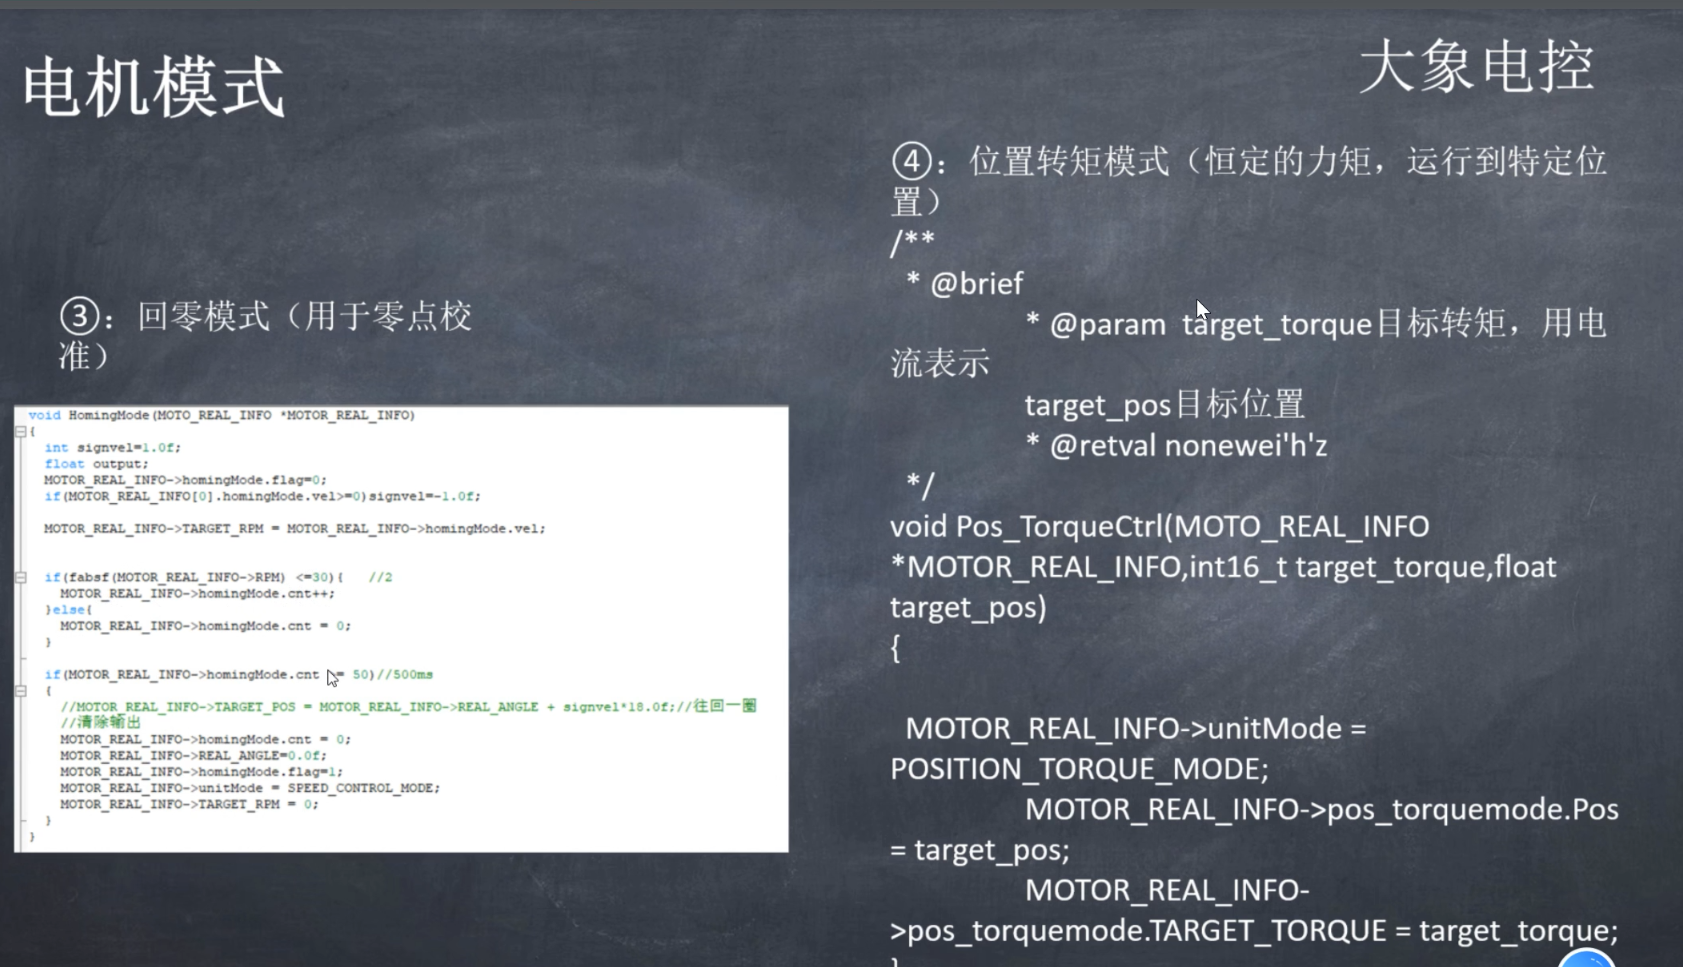 电机模式
大象电控
③：回零模式（用于零点校
准）
void HomingMode(MOTO_REAL_INFO *MOTOR_REAL_INFO)
{
int signvel=1.0f;
float output;
MOTOR_REAL_INFO->homingMode.flag=0;
if(MOTOR_REAL_INFO[0].homingMode.vel>=0)signvel=-1.0f;
MOTOR_REAL_INFO->TARGET_RPM = MOTOR_REAL_INFO->homingMode.vel;
if(fabsf(MOTOR_REAL_INFO->RPM) <=30){ //2
MOTOR_REAL_INFO->homingMode.cnt++;
}else{
MOTOR_REAL_INFO->homingMode.cnt = 0;
}
if(MOTOR_REAL_INFO->homingMode.cnt = 50)//500ms
{
//MOTOR_REAL_INFO->TARGET_POS = MOTOR_REAL_INFO->REAL_ANGLE + signvel*18.0f;//往回一圈
//清除输出
MOTOR_REAL_INFO->homingMode.cnt = 0;
MOTOR_REAL_INFO->REAL_ANGLE=0.0f;
MOTOR_REAL_INFO->homingMode.flag=1;
MOTOR_REAL_INFO->unitMode = SPEED_CONTROL_MODE;
MOTOR_REAL_INFO->TARGET_RPM = 0;
}
}
④：位置转矩模式（恒定的力矩，运行到特定位
置）
/**
* @brief
* @param target_torque目标转矩，用电
流表示
target_pos目标位置
* @retval nonewei'h'z
*/
void Pos_TorqueCtrl(MOTO_REAL_INFO
*MOTOR_REAL_INFO,int16_t target_torque,float
target_pos)
{
MOTOR_REAL_INFO->unitMode =
POSITION_TORQUE_MODE;
MOTOR_REAL_INFO->pos_torquemode.Pos
= target_pos;
MOTOR_REAL_INFO-
>pos_torquemode.TARGET_TORQUE = target_torque;
}